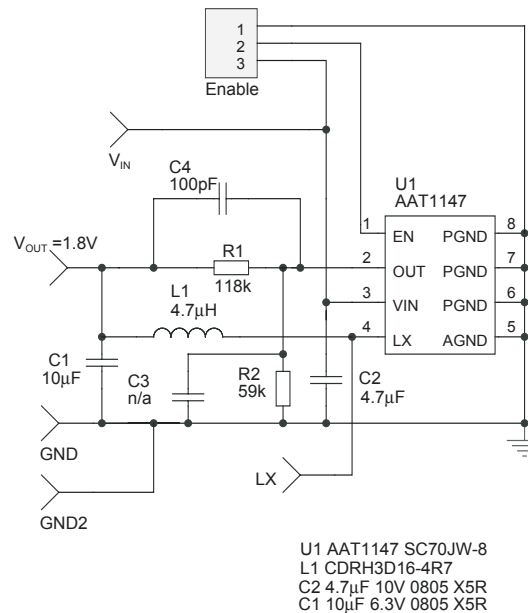 1
2
3
Enable
V_IN
C4
100pF
U1
AAT1147
V_OUT =1.8V
R1
118k
L1
4.7µH
1 EN PGND 8
2 OUT PGND 7
3 VIN PGND 6
4 LX AGND 5
C1
10µF
C3
n/a
R2
59k
C2
4.7µF
GND
LX
GND2
U1 AAT1147 SC70JW-8
L1 CDRH3D16-4R7
C2 4.7µF 10V 0805 X5R
C1 10µF 6.3V 0805 X5R